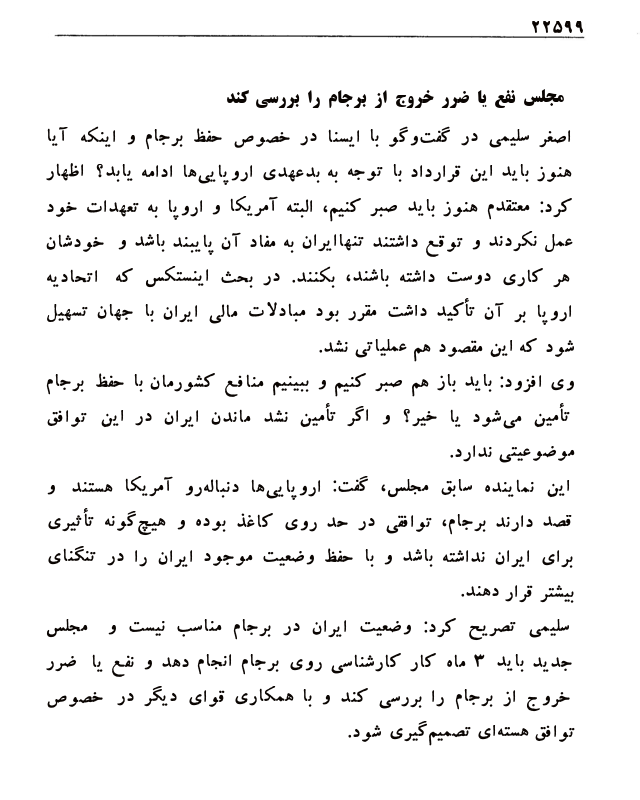 ۲۲۵۹۹
مجلس نفع یا ضرر خروج از برجام را بررسی کند
اصغر سلیمی در گفت‌وگو با ایسنا در خصوص حفظ برجام و اینکه آیا
هنوز باید این قرارداد با توجه به بدعهدی اروپایی‌ها ادامه یابد؟ اظهار
کرد: معتقدم هنوز باید صبر کنیم، البته آمریکا و اروپا به تعهدات خود
عمل نکردند و توقع داشتند تنهاایران به مفاد آن پایبند باشد و خودشان
هر کاری دوست داشته باشند، بکنند. در بحث اینستکس که اتحادیه
اروپا بر آن تأکید داشت مقرر بود مبادلات مالی ایران با جهان تسهیل
شود که این مقصود هم عملیاتی نشد.
وی افزود: باید باز هم صبر کنیم و ببینیم منافع کشورمان با حفظ برجام
تأمین می‌شود یا خیر؟ و اگر تأمین نشد ماندن ایران در این توافق
موضوعیتی ندارد.
این نماینده سابق مجلس، گفت: اروپایی‌ها دنباله‌رو آمریکا هستند و
قصد دارند برجام، توافقی در حد روی کاغذ بوده و هیچ‌گونه تأثیری
برای ایران نداشته باشد و با حفظ وضعیت موجود ایران را در تنگنای
بیشتر قرار دهند.
سلیمی تصریح کرد: وضعیت ایران در برجام مناسب نیست و مجلس
جدید باید ۳ ماه کار کارشناسی روی برجام انجام دهد و نفع یا ضرر
خروج از برجام را بررسی کند و با همکاری قوای دیگر در خصوص
توافق هسته‌ای تصمیم‌گیری شود.